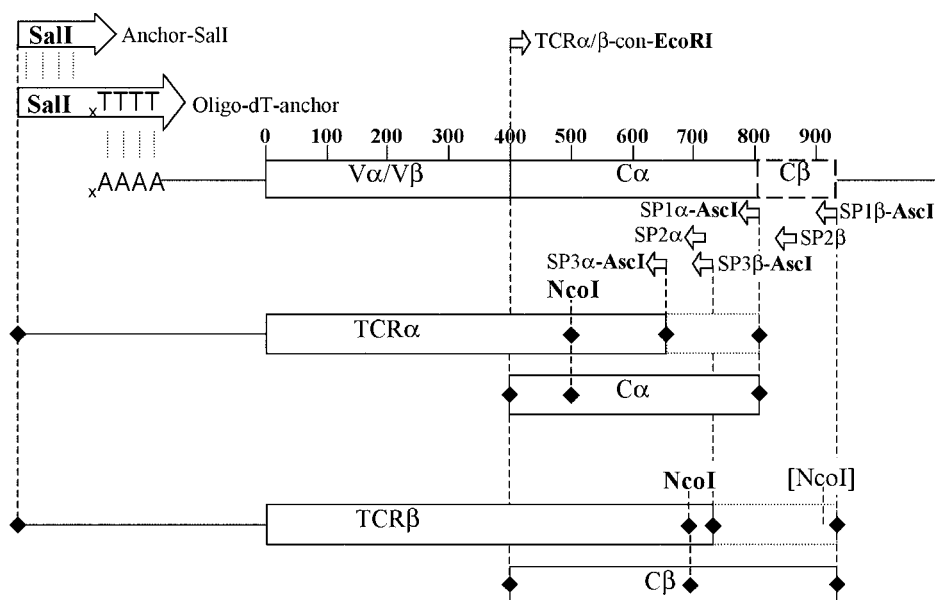 SalI Anchor-SalI
TCRα/β-con-EcoRI
SalI xTTTT Oligo-dT-anchor
0 100 200 300 400 500 600 700 800 900
Vα/Vβ Cα Cβ
xAAAA
SP1α-AscI SP1β-AscI
SP2α SP2β
SP3α-AscI SP3β-AscI
NcoI
TCRα
Cα
NcoI [NcoI]
TCRβ
Cβ